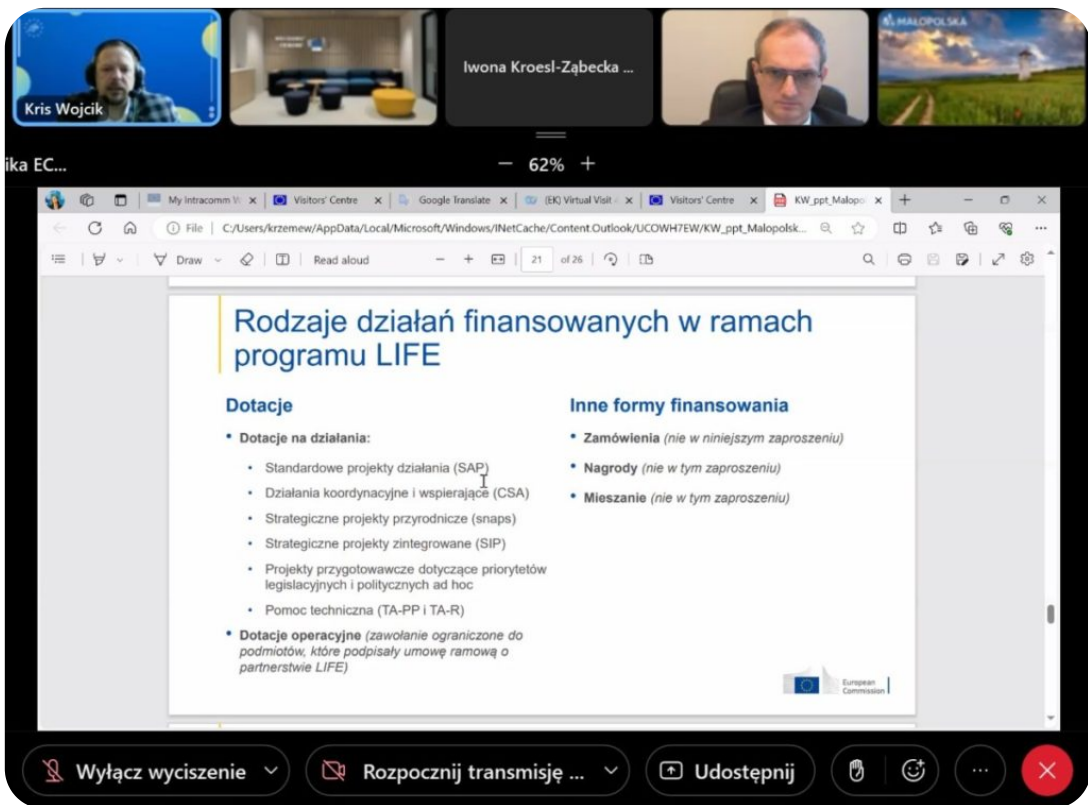 MAŁOPOLSKA
Iwona Kroesl-Ząbecka ...
Kris Wojcik
ika EC...
− 62% +
My Intracomm W
Visitors' Centre
Google Translate
(EK) Virtual Visit -
Visitors' Centre
KW_ppt_Malopo
File
C:/Users/krzemew/AppData/Local/Microsoft/Windows/INetCache/Content.Outlook/UCOWH7EW/KW_ppt_Malopolsk...
Draw
Read aloud
21 of 26
Rodzaje działań finansowanych w ramach
programu LIFE
Dotacje
• Dotacje na działania:
• Standardowe projekty działania (SAP)
• Działania koordynacyjne i wspierające (CSA)
• Strategiczne projekty przyrodnicze (snaps)
• Strategiczne projekty zintegrowane (SIP)
• Projekty przygotowawcze dotyczące priorytetów
legislacyjnych i politycznych ad hoc
• Pomoc techniczna (TA-PP i TA-R)
• Dotacje operacyjne (zawołanie ograniczone do
podmiotów, które podpisały umowę ramową o
partnerstwie LIFE)
Inne formy finansowania
• Zamówienia (nie w niniejszym zaproszeniu)
• Nagrody (nie w tym zaproszeniu)
• Mieszanie (nie w tym zaproszeniu)
European
Commission
Wyłącz wyciszenie
Rozpocznij transmisję ...
Udostępnij